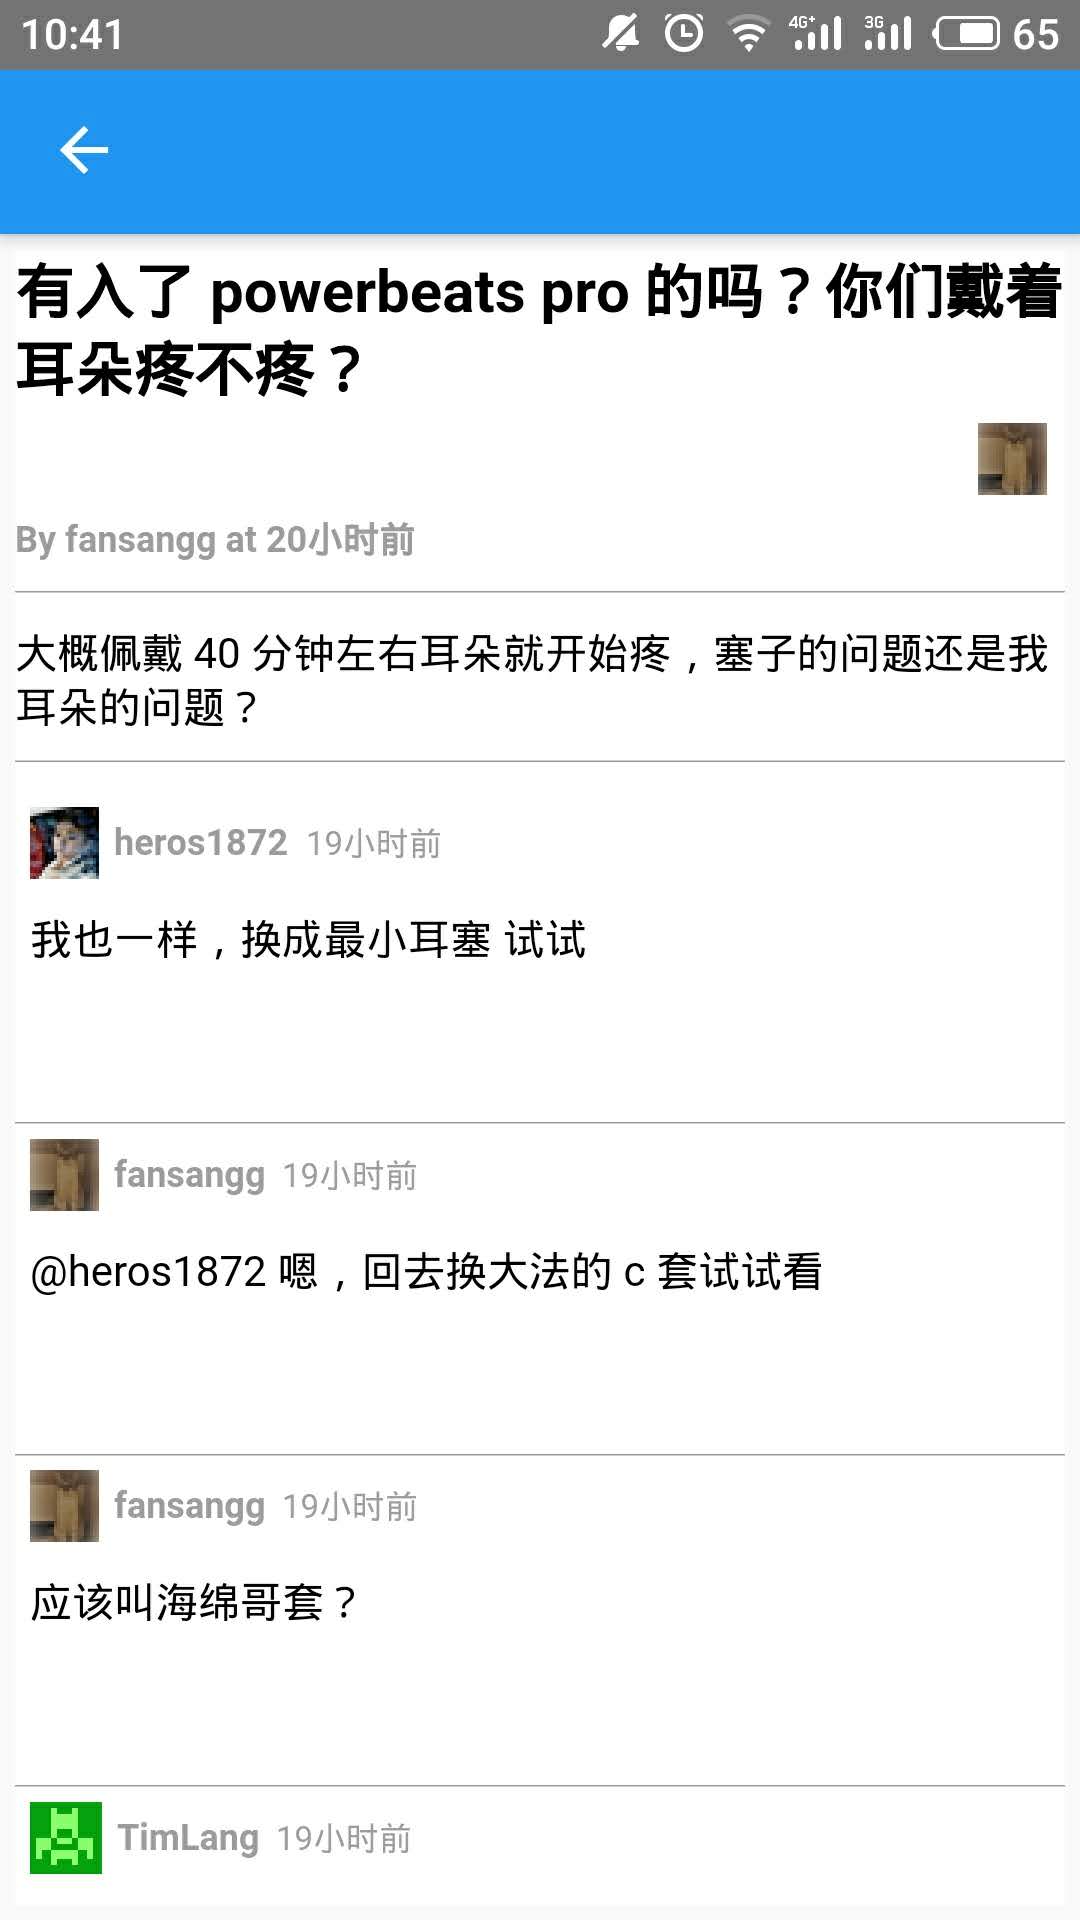 10:41
4G+
3G
65
有入了 powerbeats pro 的吗？你们戴着
耳朵疼不疼？
By fansangg at 20小时前
大概佩戴 40 分钟左右耳朵就开始疼，塞子的问题还是我
耳朵的问题？
heros1872 19小时前
我也一样，换成最小耳塞 试试
fansangg 19小时前
@heros1872 嗯，回去换大法的 c 套试试看
fansangg 19小时前
应该叫海绵哥套？
TimLang 19小时前